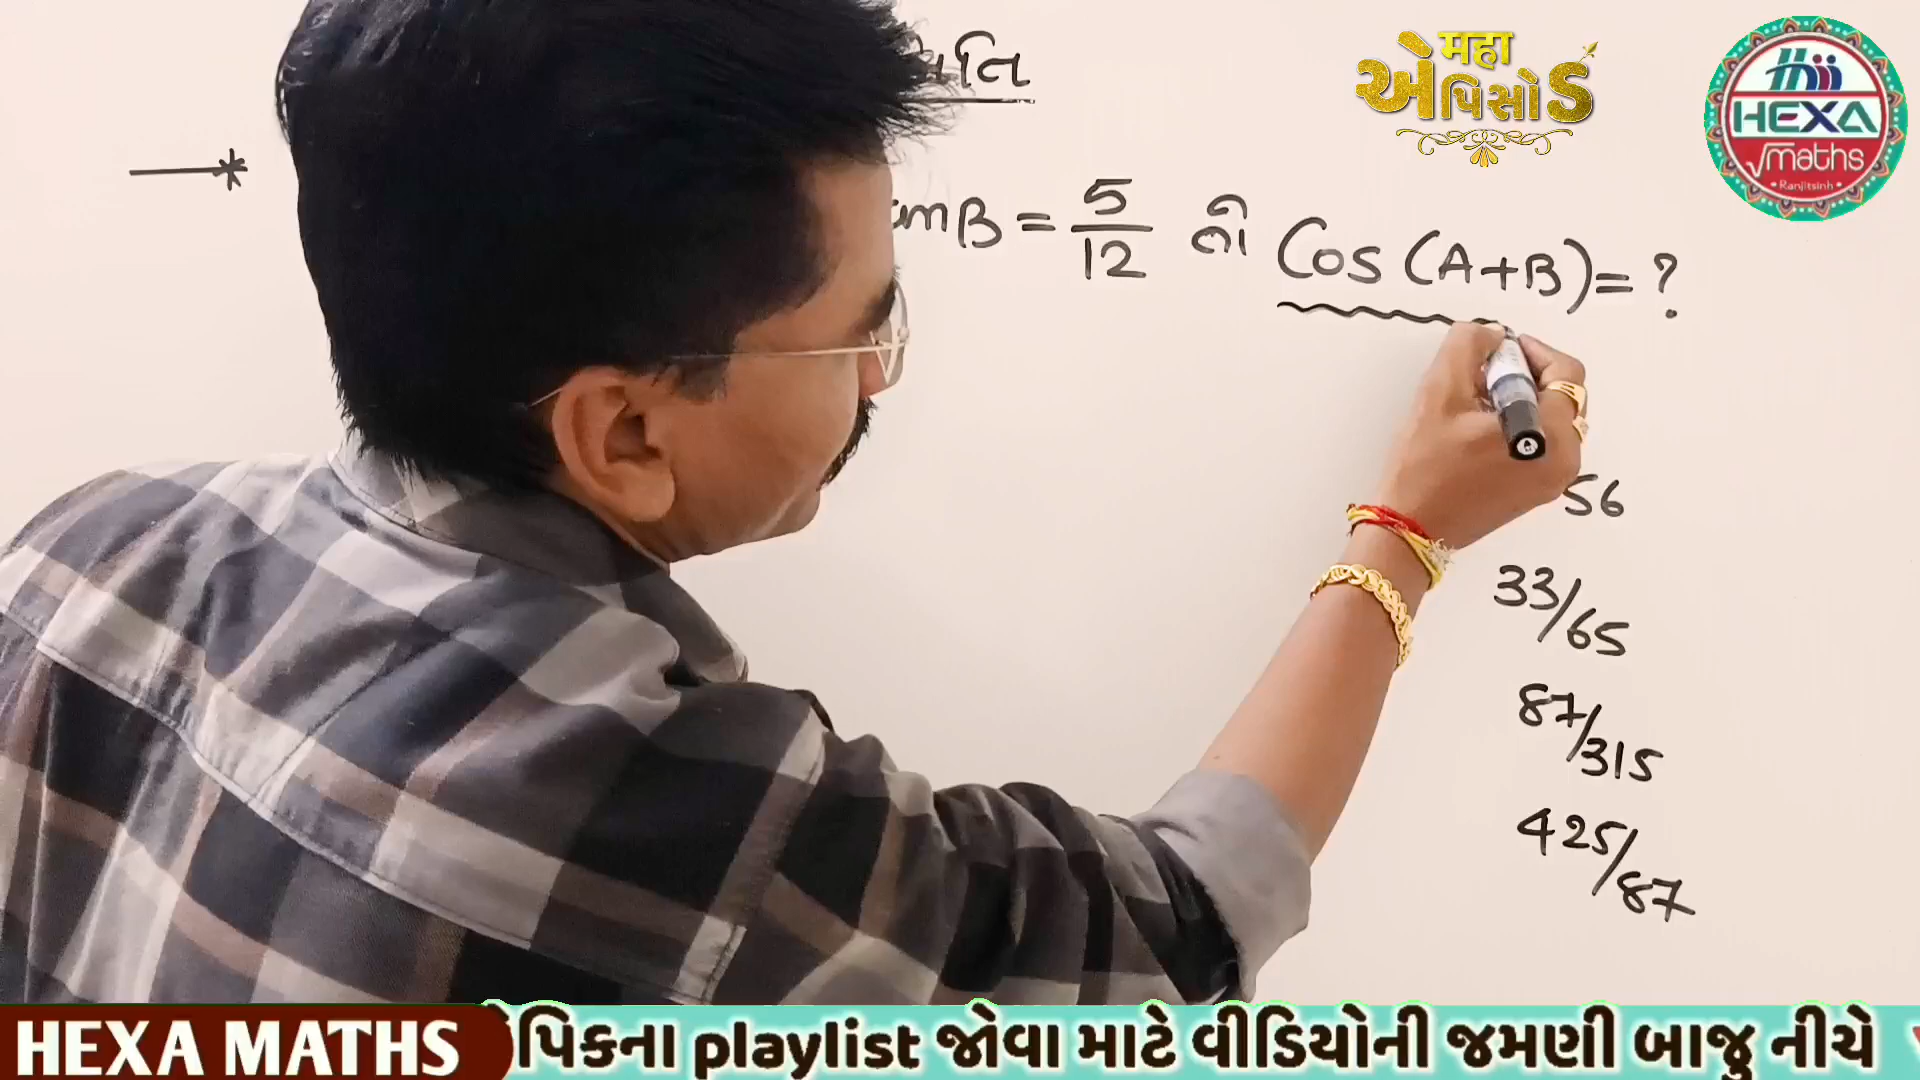 મહા
એપિસોડ
HEXA
√maths
Ranjitsinh
B = 5/12 તો Cos (A+B) = ?
56
33/65
87/315
425/87
HEXA MATHS
playlist જોવા માટે વીડિયોની જમણી બાજુ નીચે